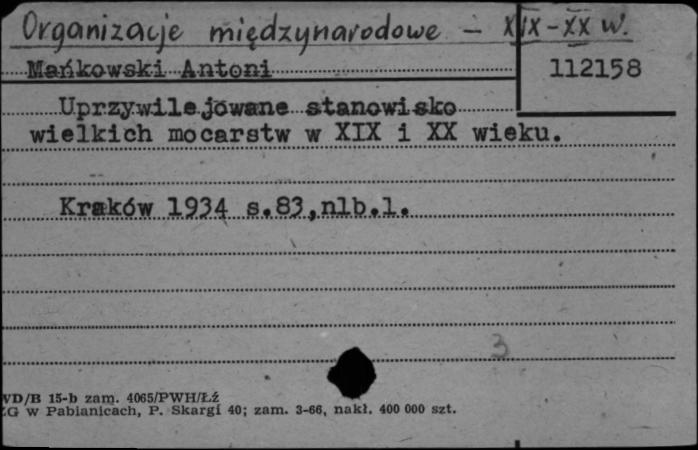 Organizacje międzynarodowe – XIX–XX w.
Mańkowski Antoni
112158
Uprzywilejowane stanowisko
wielkich mocarstw w XIX i XX wieku.
Kraków 1934 s.83,nlb.1.
3
WD/B 15-b zam. 4065/PWH/Łź
ZG w Pabianicach, P. Skargi 40; zam. 3-66, nakł. 400 000 szt.